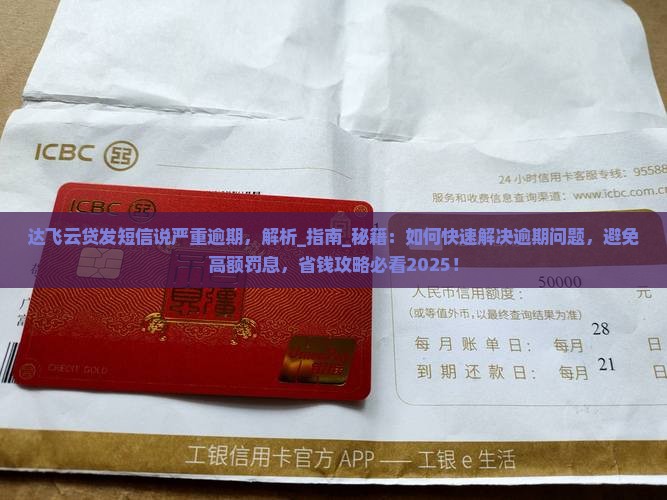 ICBC
24 小时信用卡客服专线：95588
服务和收费信息查询渠道：www.icbc.com.c
ICBC
达飞云贷发短信说严重逾期，解析_指南_秘籍：如何快速解决逾期问题，避免
高额罚息，省钱攻略必看2025！
人民币信用额度：50000 元
（或等值外币，以最终查询结果为准）
每月账单日：每月 28 日
到期还款日：每月 21 日
CREDIT GOLD
工银信用卡官方 APP —— 工银 e 生活